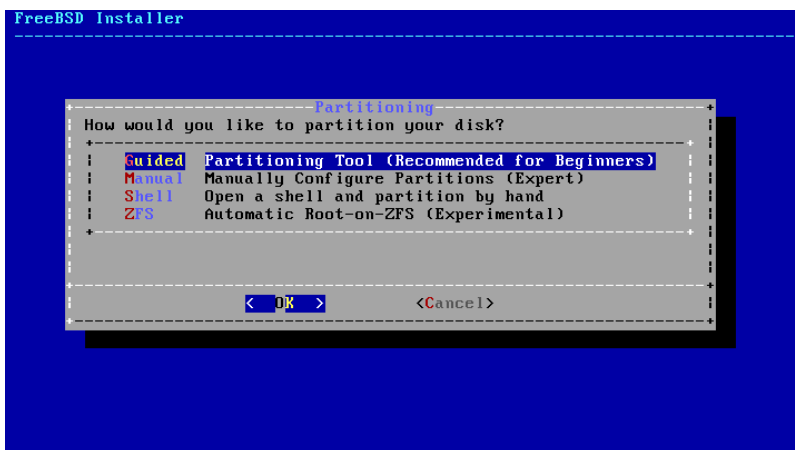 FreeBSD Installer
Partitioning
How would you like to partition your disk?
Guided Partitioning Tool (Recommended for Beginners)
Manual Manually Configure Partitions (Expert)
Shell Open a shell and partition by hand
ZFS Automatic Root-on-ZFS (Experimental)
< OK > <Cancel>